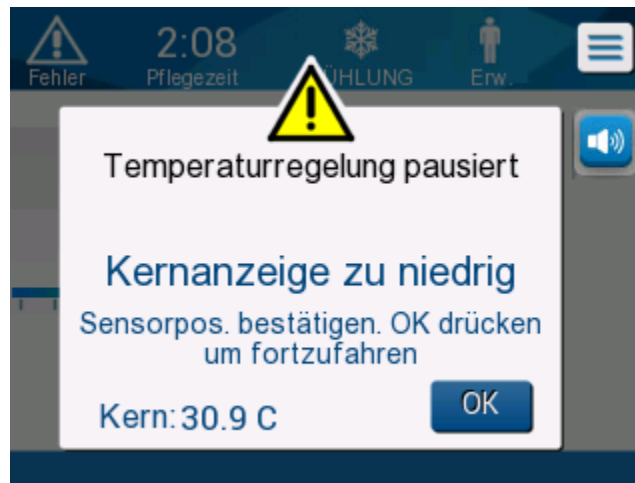 2:08
Fehler
Pflegezeit
ÜHLUNG
Erw.
Temperaturregelung pausiert
Kernanzeige zu niedrig
Sensorpos. bestätigen. OK drücken
um fortzufahren
Kern: 30.9 C
OK